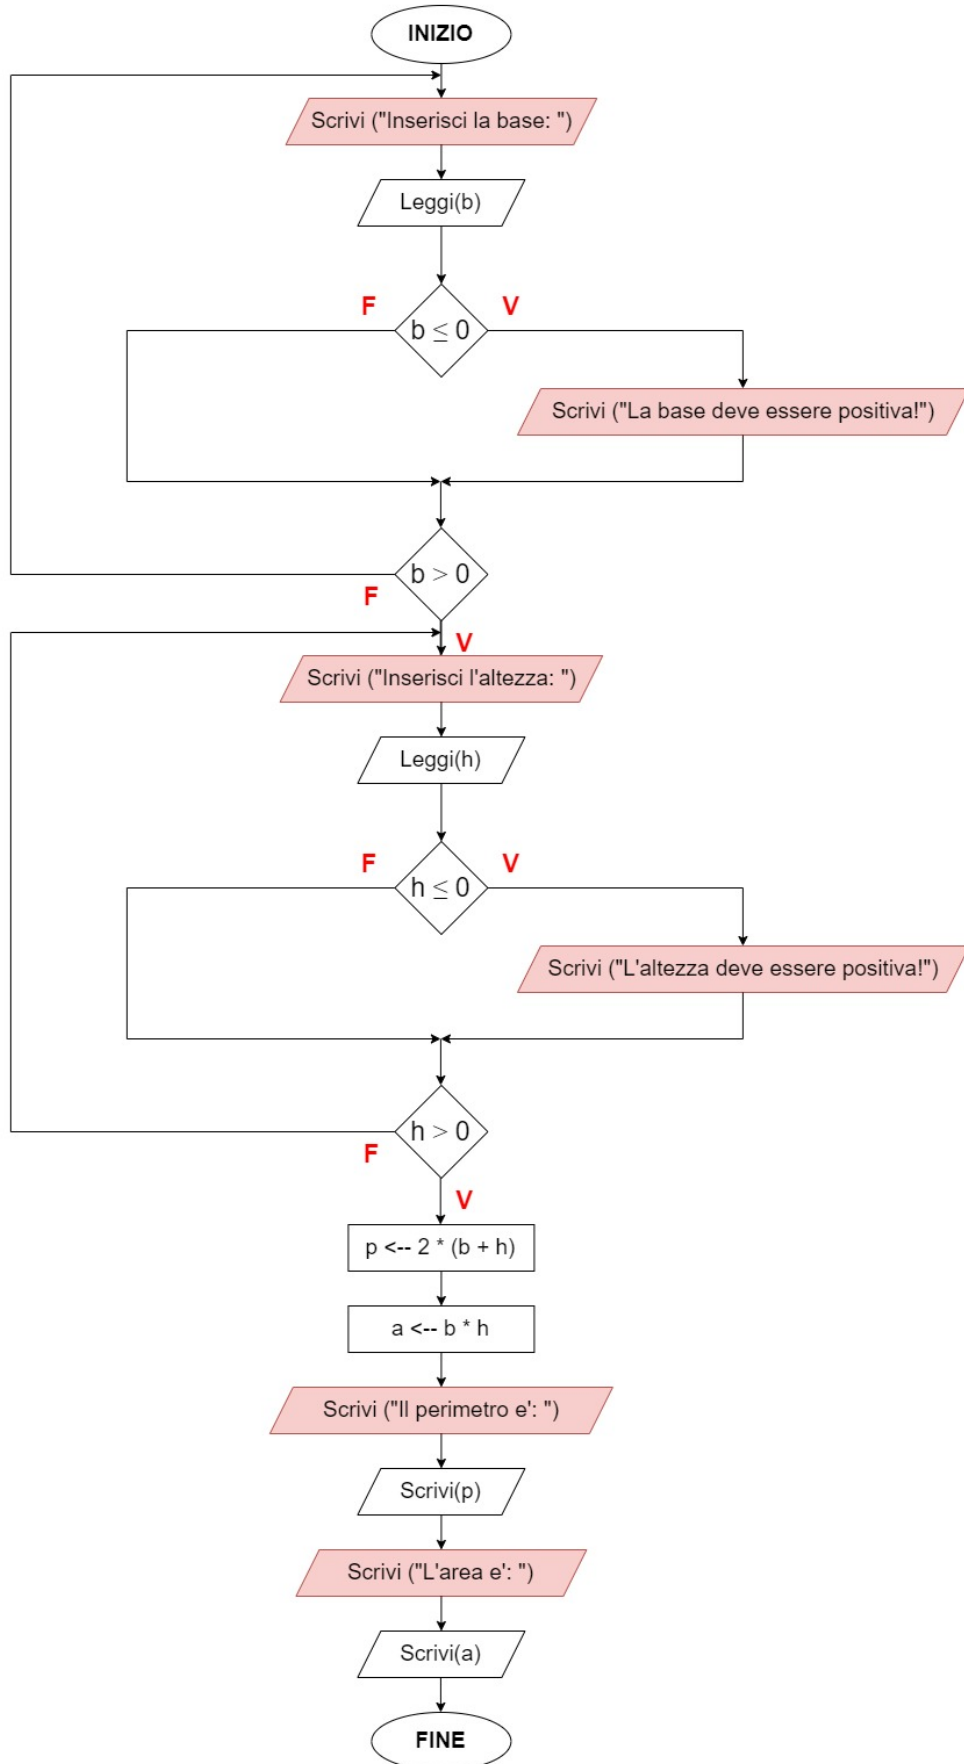 INIZIO
Scrivi ("Inserisci la base: ")
Leggi(b)
F
V
b ≤ 0
Scrivi ("La base deve essere positiva!")
b > 0
F
V
Scrivi ("Inserisci l'altezza: ")
Leggi(h)
F
V
h ≤ 0
Scrivi ("L'altezza deve essere positiva!")
h > 0
F
V
p <-- 2 * (b + h)
a <-- b * h
Scrivi ("Il perimetro e': ")
Scrivi(p)
Scrivi ("L'area e': ")
Scrivi(a)
FINE